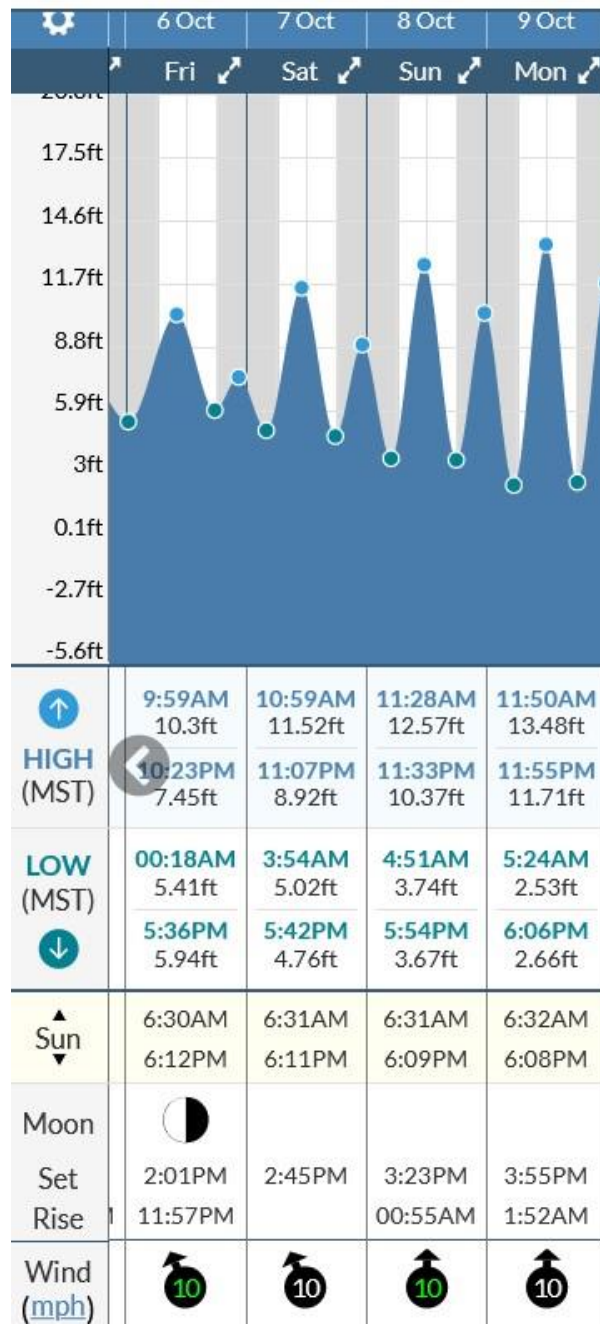 6 Oct 7 Oct 8 Oct 9 Oct
Fri Sat Sun Mon
17.5ft
14.6ft
11.7ft
8.8ft
5.9ft
3ft
0.1ft
-2.7ft
-5.6ft
9:59AM 10:59AM 11:28AM 11:50AM
10.3ft 11.52ft 12.57ft 13.48ft
HIGH
(MST)
10:23PM 11:07PM 11:33PM 11:55PM
7.45ft 8.92ft 10.37ft 11.71ft
LOW
(MST)
00:18AM 3:54AM 4:51AM 5:24AM
5.41ft 5.02ft 3.74ft 2.53ft
5:36PM 5:42PM 5:54PM 6:06PM
5.94ft 4.76ft 3.67ft 2.66ft
Sun
6:30AM 6:31AM 6:31AM 6:32AM
6:12PM 6:11PM 6:09PM 6:08PM
Moon
Set 2:01PM 2:45PM 3:23PM 3:55PM
Rise 11:57PM 00:55AM 1:52AM
Wind
(mph)
10 10 10 10